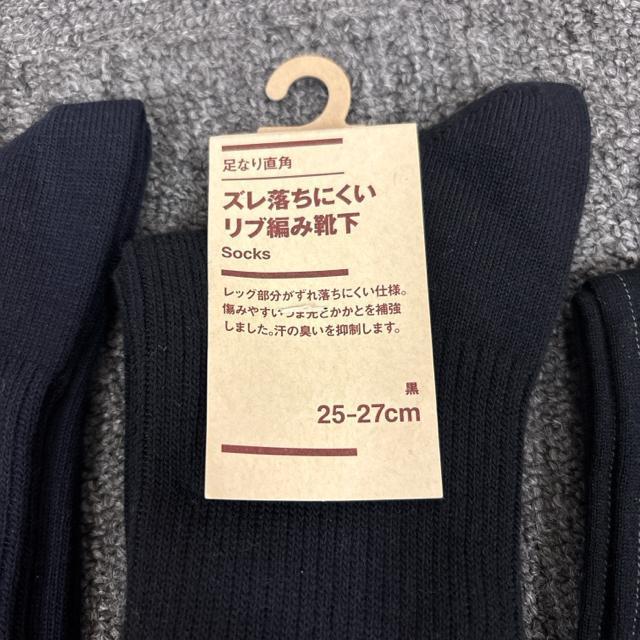 足なり直角
ズレ落ちにくい
リブ編み靴下
Socks
レッグ部分がずれ落ちにくい仕様。
傷みやすいつま先とかかとを補強
しました。汗の臭いを抑制します。
黒
25-27cm